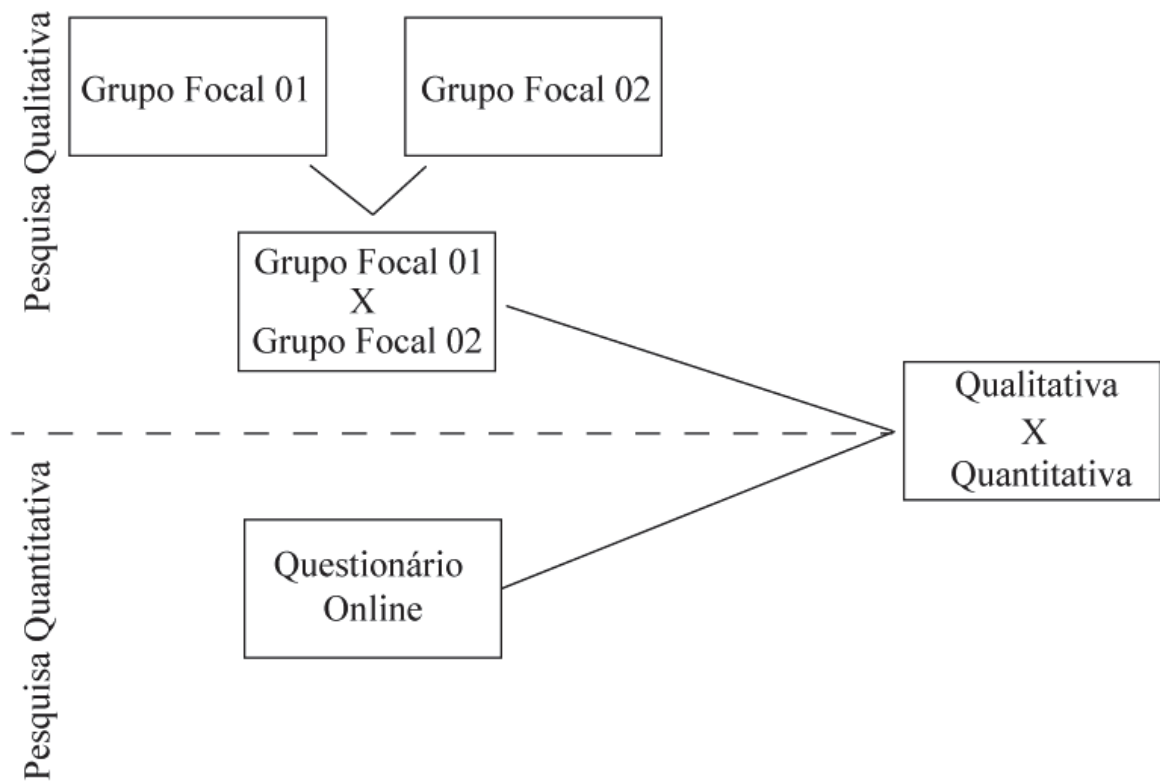 Pesquisa Qualitativa
Grupo Focal 01
Grupo Focal 02
Grupo Focal 01
X
Grupo Focal 02
Qualitativa
X
Quantitativa
Pesquisa Quantitativa
Questionário
Online